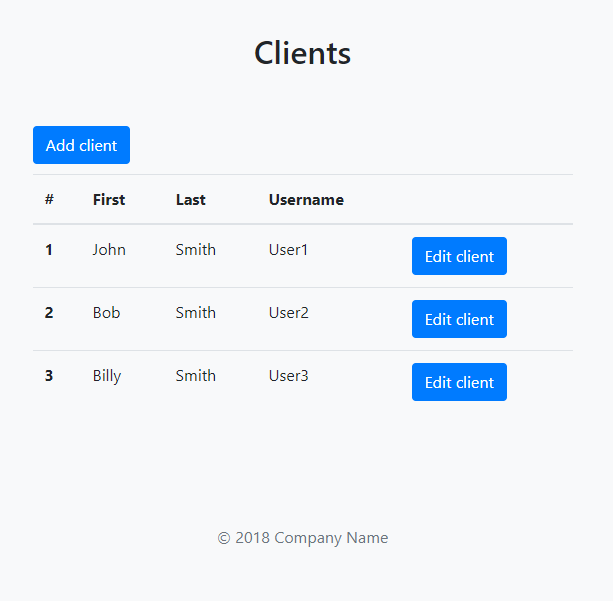 Clients
Add client
# First Last Username
1 John Smith User1 Edit client
2 Bob Smith User2 Edit client
3 Billy Smith User3 Edit client
© 2018 Company Name